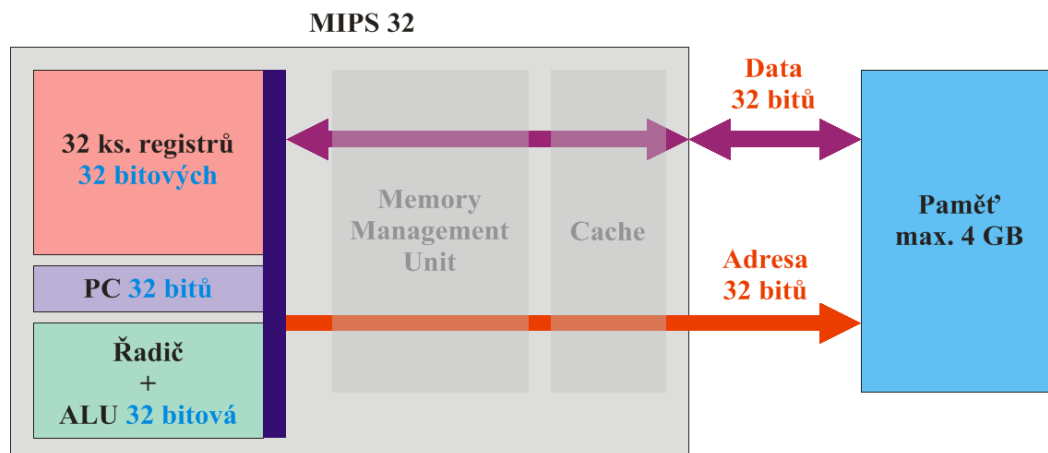 MIPS 32
32 ks. registrů
32 bitových
PC 32 bitů
Řadič
+
ALU 32 bitová
Memory
Management
Unit
Cache
Data
32 bitů
Adresa
32 bitů
Paměť
max. 4 GB